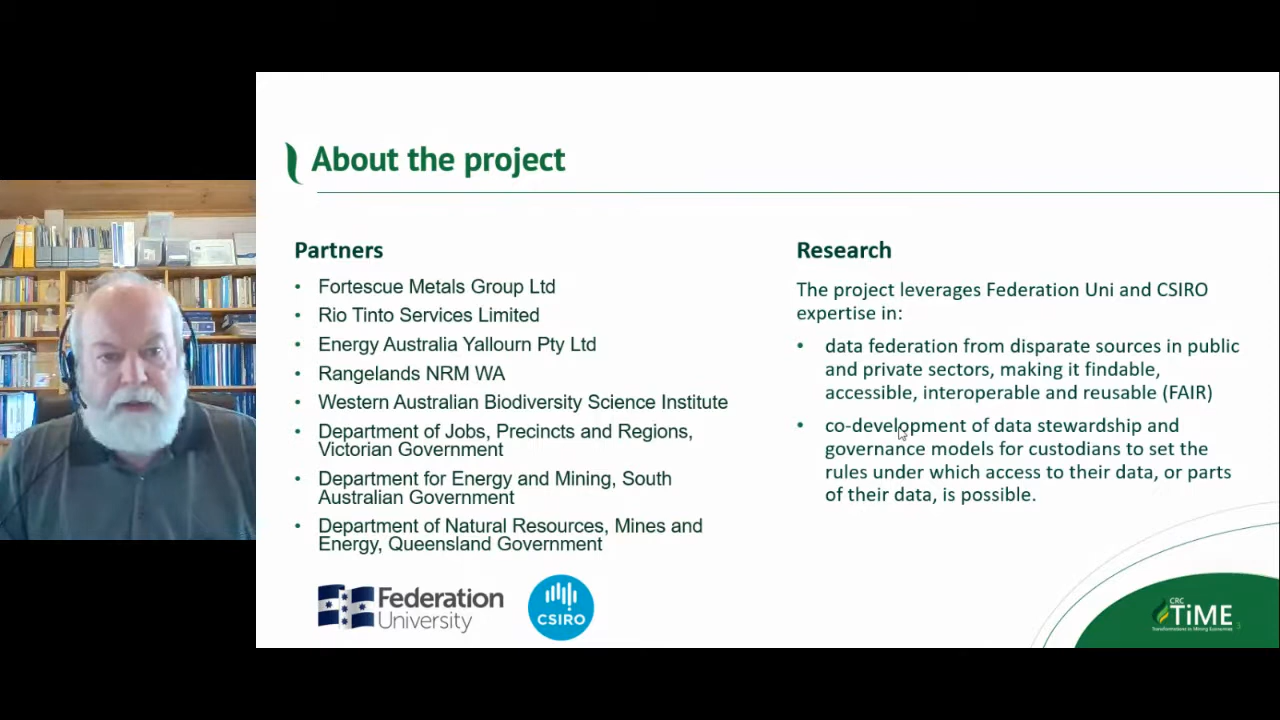 About the project
Partners
• Fortescue Metals Group Ltd
• Rio Tinto Services Limited
• Energy Australia Yallourn Pty Ltd
• Rangelands NRM WA
• Western Australian Biodiversity Science Institute
• Department of Jobs, Precincts and Regions,
Victorian Government
• Department for Energy and Mining, South
Australian Government
• Department of Natural Resources, Mines and
Energy, Queensland Government
Federation
University
CSIRO
Research
The project leverages Federation Uni and CSIRO
expertise in:
• data federation from disparate sources in public
and private sectors, making it findable,
accessible, interoperable and reusable (FAIR)
• co-development of data stewardship and
governance models for custodians to set the
rules under which access to their data, or parts
of their data, is possible.
CRC
TiME
Transformations in Mining Economies
3